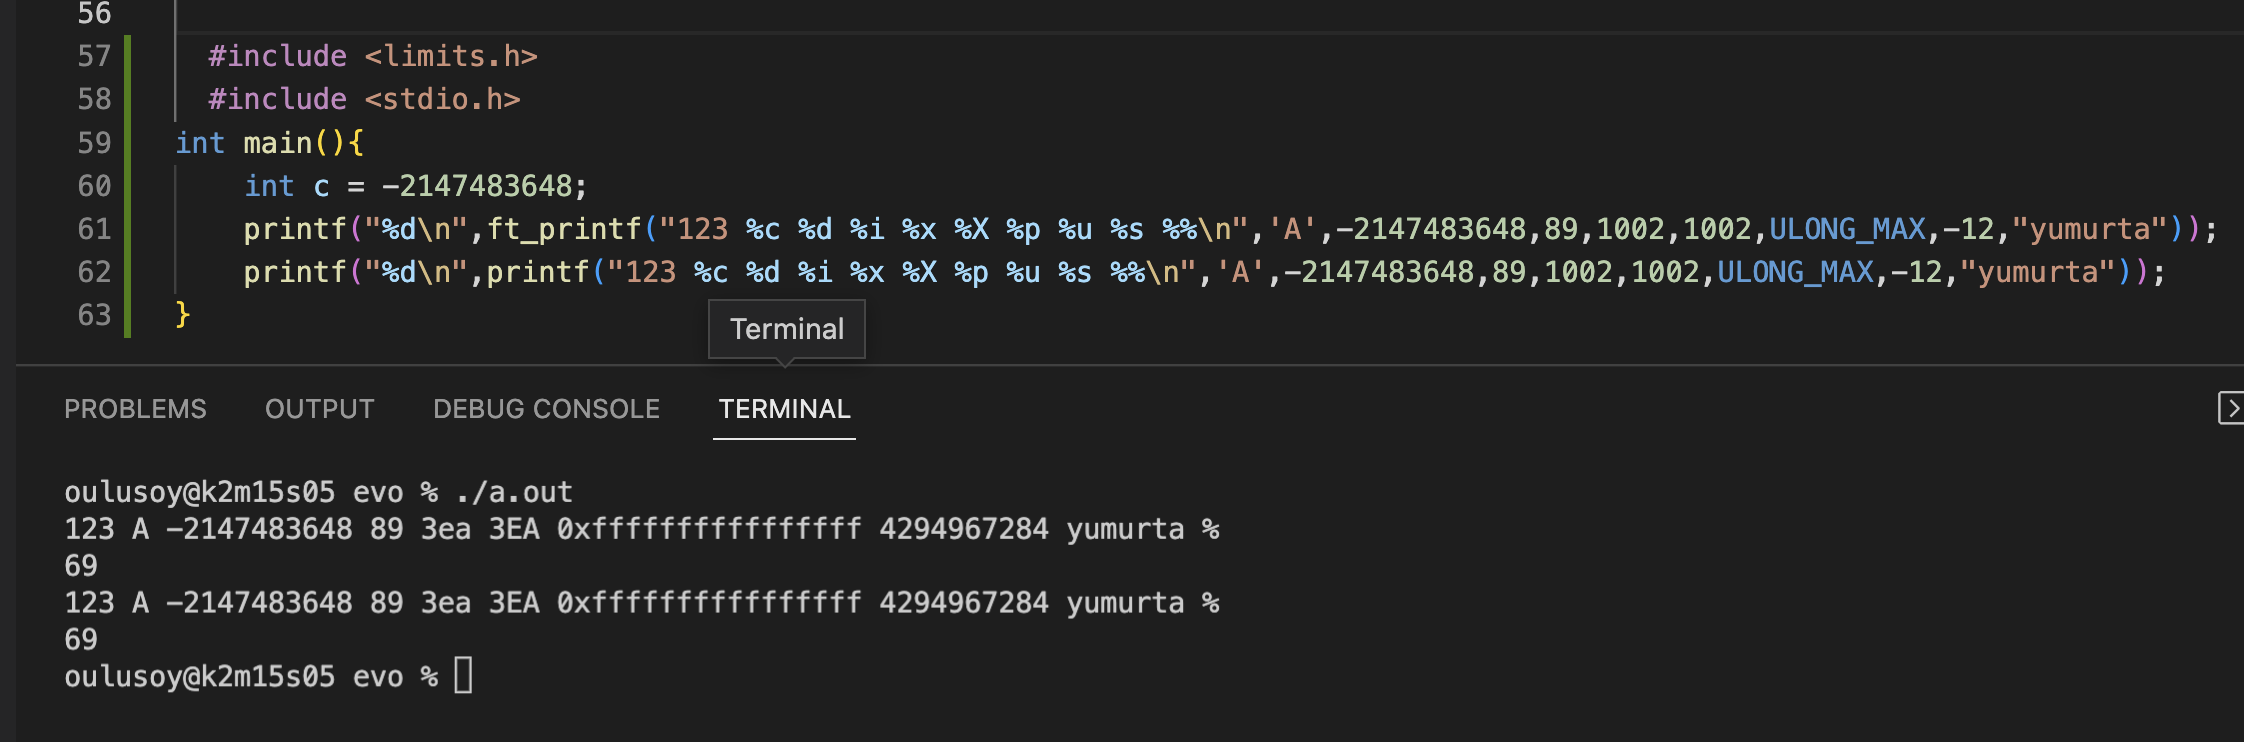 56
57 #include <limits.h>
58 #include <stdio.h>
59 int main(){
60 int c = -2147483648;
61 printf("%d\n",ft_printf("123 %c %d %i %x %X %p %u %s %%\n",'A',-2147483648,89,1002,1002,ULONG_MAX,-12,"yumurta"));
62 printf("%d\n",printf("123 %c %d %i %x %X %p %u %s %%\n",'A',-2147483648,89,1002,1002,ULONG_MAX,-12,"yumurta"));
63 }
Terminal
PROBLEMS OUTPUT DEBUG CONSOLE TERMINAL
oulusoy@k2m15s05 evo % ./a.out
123 A -2147483648 89 3ea 3EA 0xffffffffffffffff 4294967284 yumurta %
69
123 A -2147483648 89 3ea 3EA 0xffffffffffffffff 4294967284 yumurta %
69
oulusoy@k2m15s05 evo %